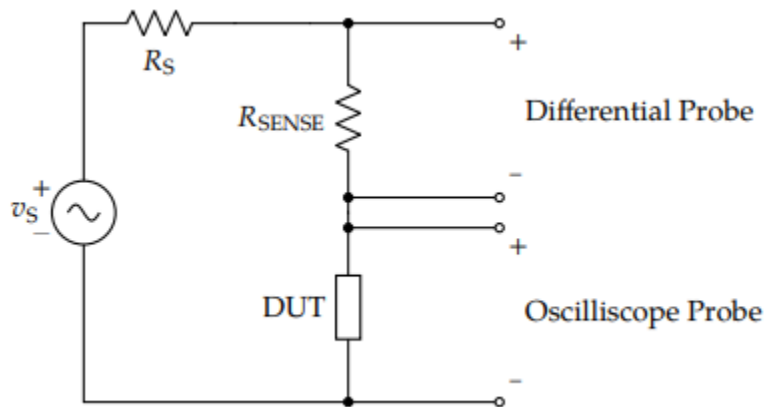 +
R_S
R_SENSE
Differential Probe
-
+
v_S
-
+
DUT
Oscilliscope Probe
-